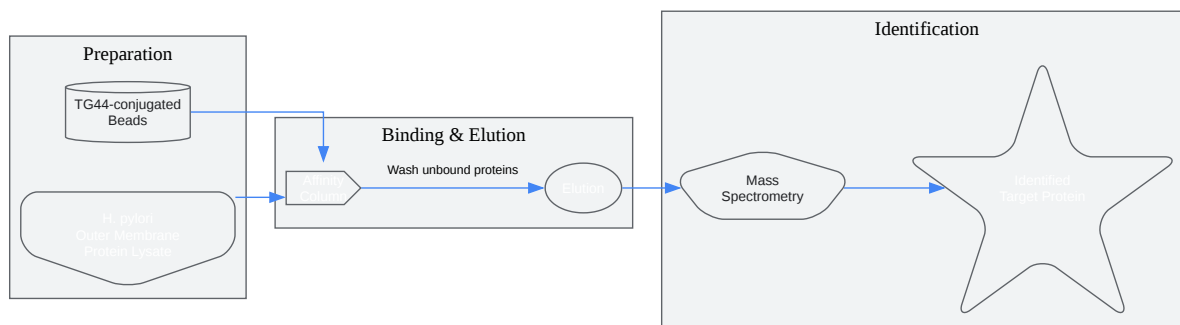 Preparation
TG44-conjugated
Beads
H. pylori
Outer Membrane
Protein Lysate
Binding & Elution
Affinity
Column
Wash unbound proteins
Elution
Identification
Mass
Spectrometry
Identified
Target Protein